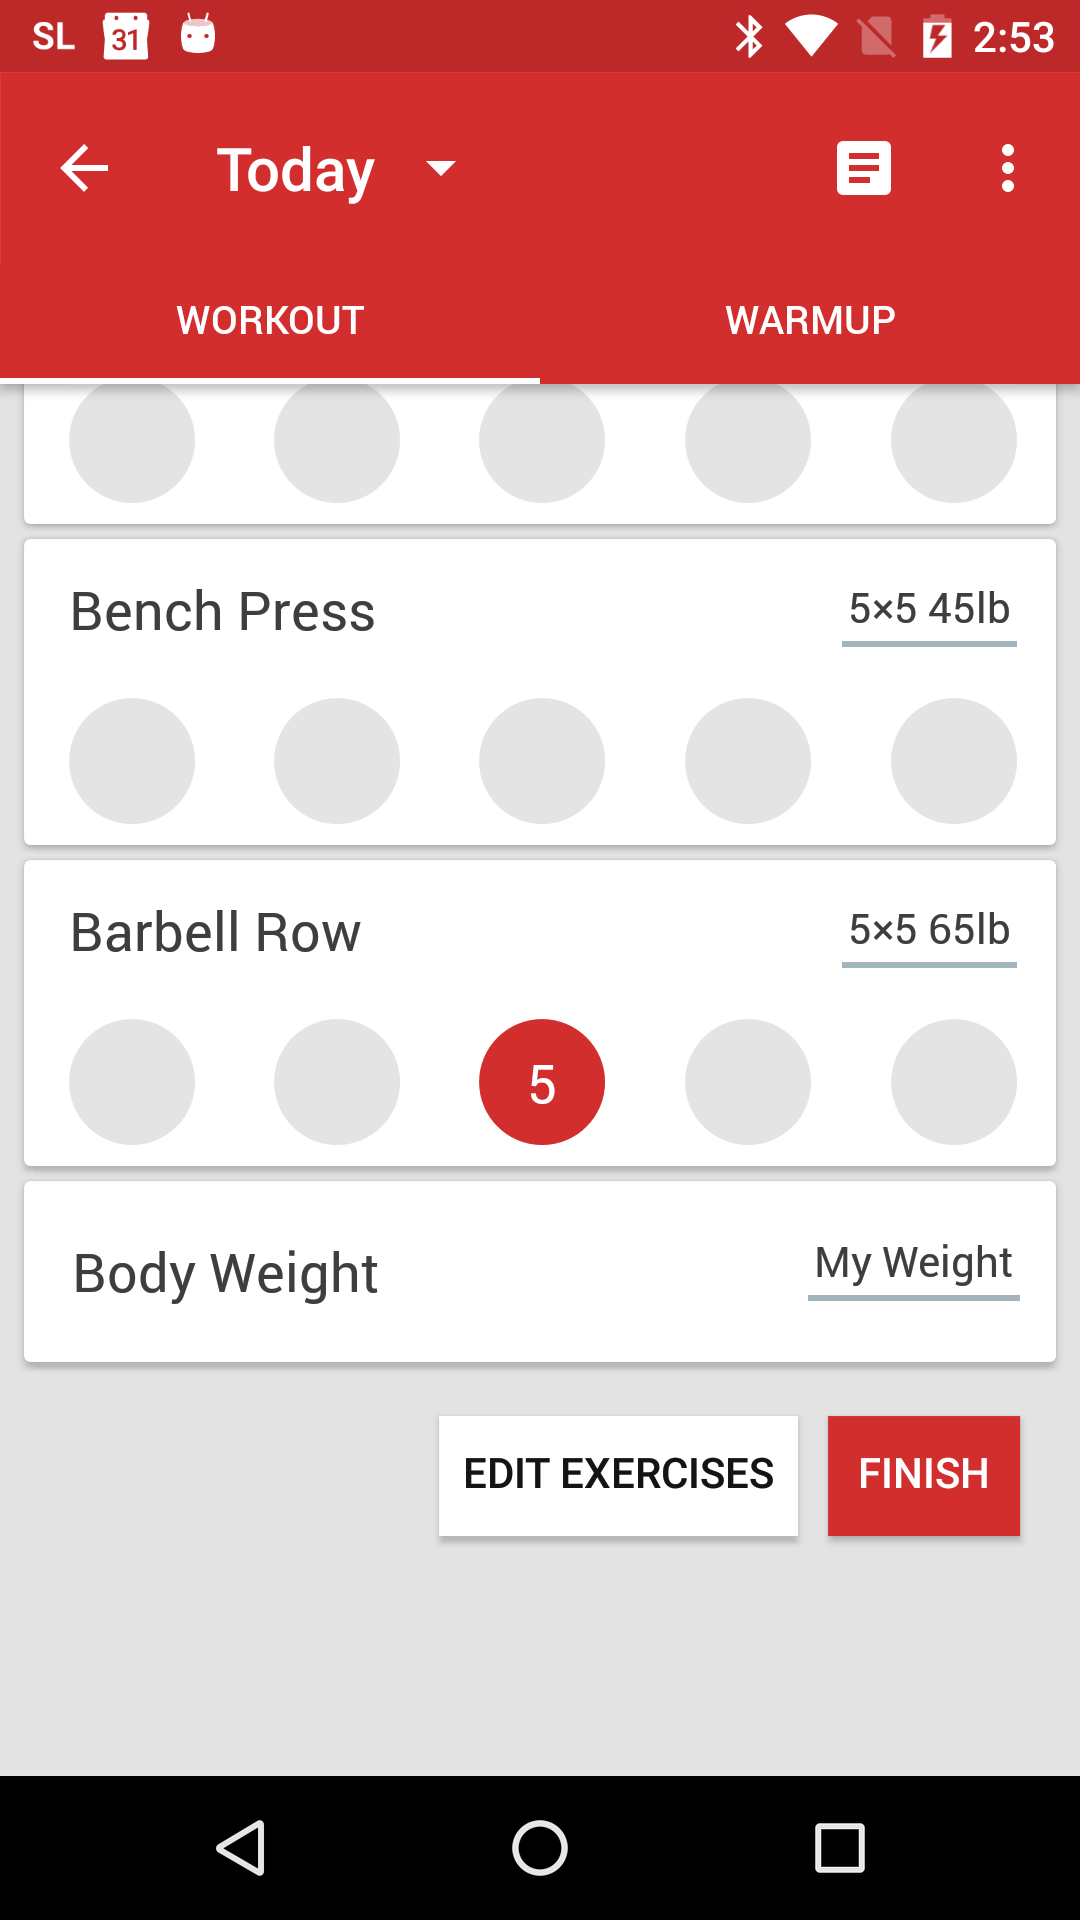 SL 31 2:53
Today
WORKOUT WARMUP
Bench Press 5×5 45lb
Barbell Row 5×5 65lb
5
Body Weight My Weight
EDIT EXERCISES FINISH